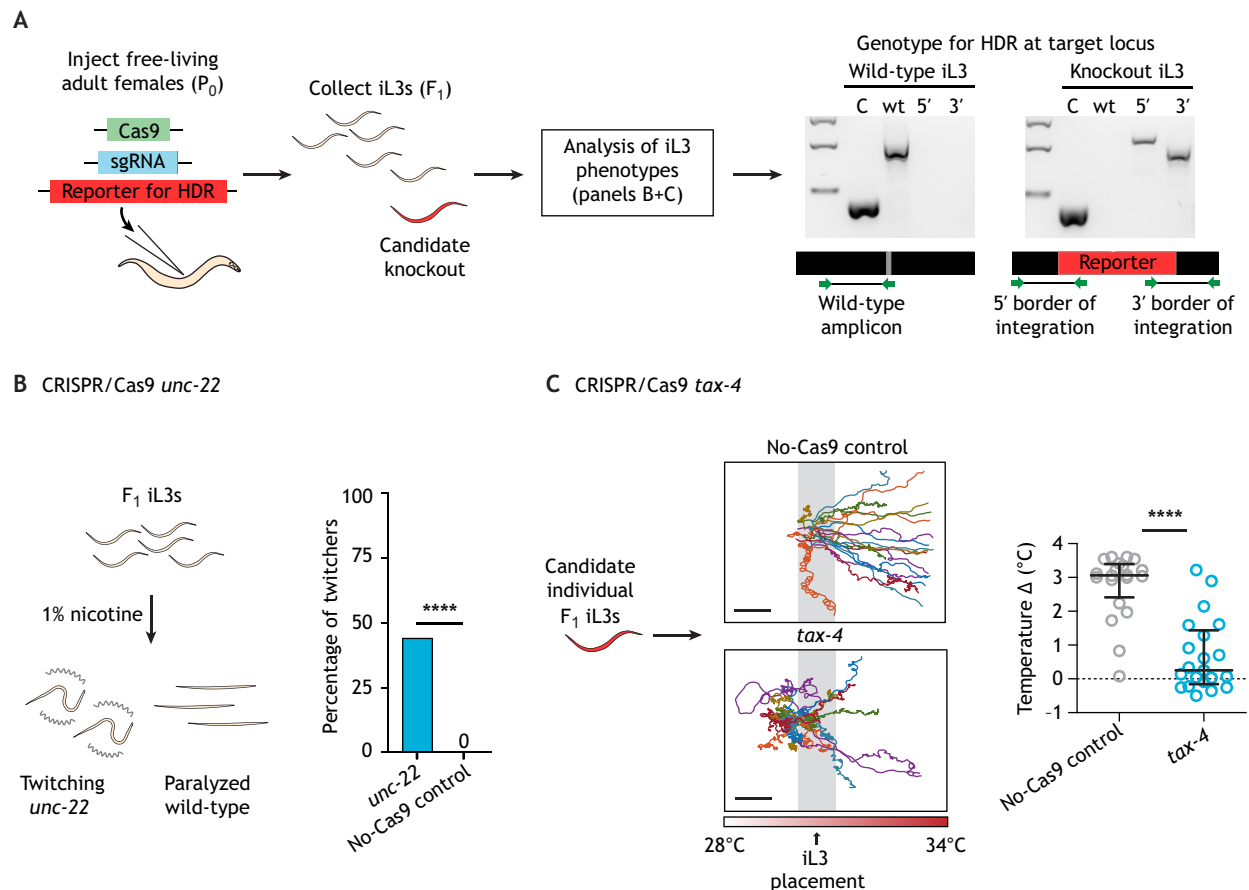 A
Inject free-living
adult females (P0)
Cas9
sgRNA
Reporter for HDR
Collect iL3s (F1)
Candidate
knockout
Analysis of iL3
phenotypes
(panels B+C)
Genotype for HDR at target locus
Wild-type iL3
C wt 5′ 3′
Knockout iL3
C wt 5′ 3′
Wild-type
amplicon
Reporter
5′ border of
integration
3′ border of
integration
B CRISPR/Cas9 unc-22
F1 iL3s
1% nicotine
Twitching
unc-22
Paralyzed
wild-type
Percentage of twitchers
100
75
50
25
0
****
0
unc-22
No-Cas9 control
C CRISPR/Cas9 tax-4
Candidate
individual
F1 iL3s
No-Cas9 control
tax-4
28°C
34°C
iL3
placement
Temperature Δ (°C)
4
3
2
1
0
−1
****
No-Cas9 control
tax-4